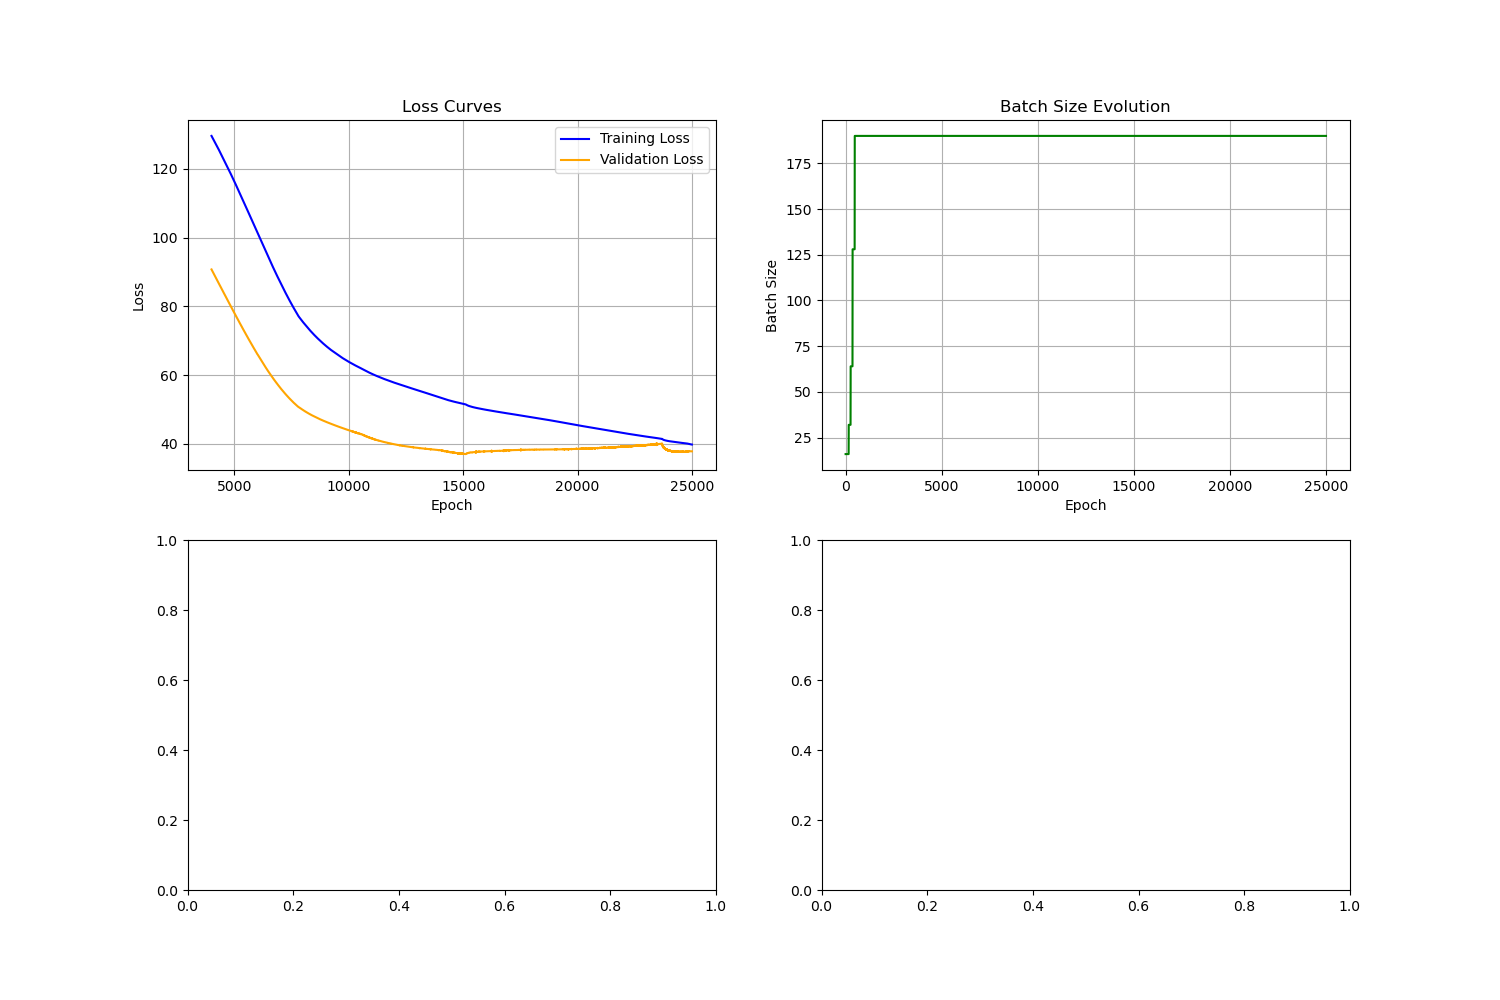 Loss Curves
Training Loss
Validation Loss
Loss
120
100
80
60
40
5000 10000 15000 20000 25000
Epoch
Batch Size Evolution
Batch Size
175
150
125
100
75
50
25
0 5000 10000 15000 20000 25000
Epoch
1.0
0.8
0.6
0.4
0.2
0.0
0.0 0.2 0.4 0.6 0.8 1.0
1.0
0.8
0.6
0.4
0.2
0.0
0.0 0.2 0.4 0.6 0.8 1.0